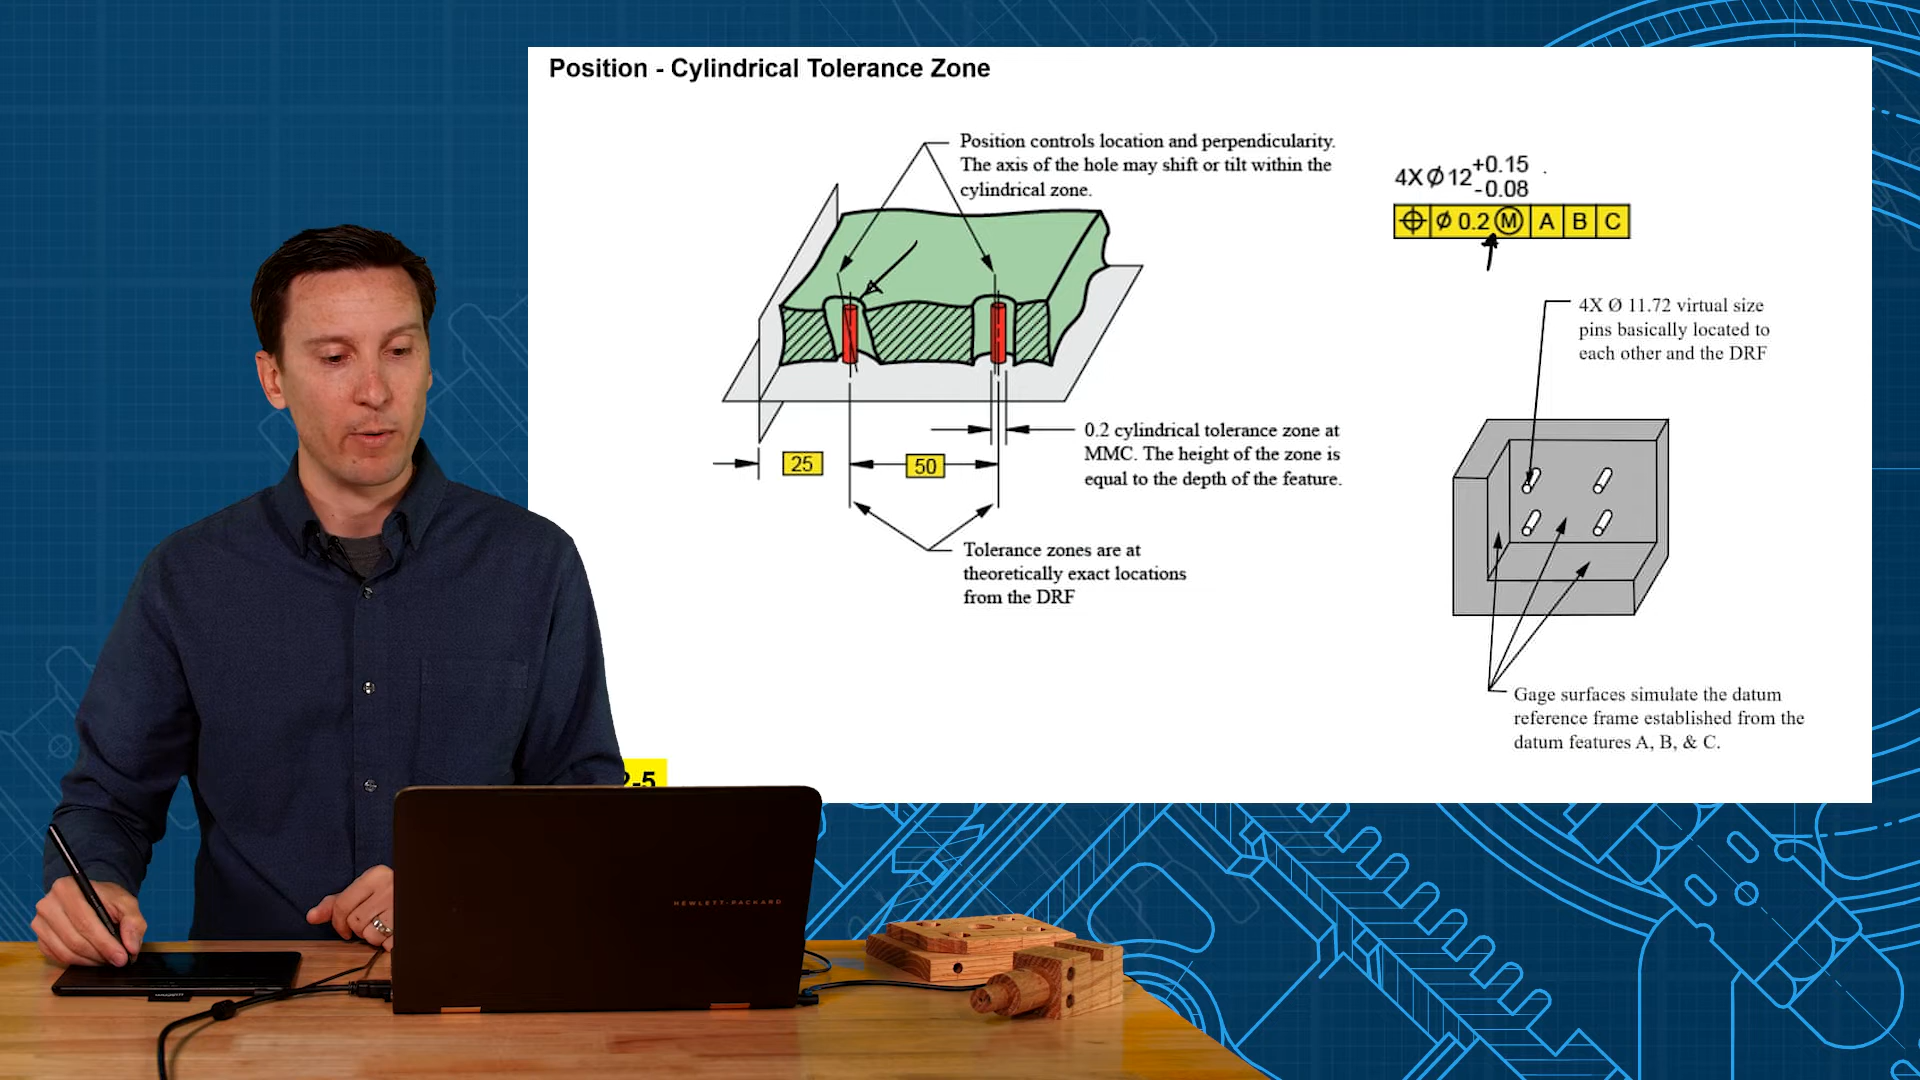 Position - Cylindrical Tolerance Zone
Position controls location and perpendicularity.
The axis of the hole may shift or tilt within the
cylindrical zone.
4X Ø 12 +0.15
-0.08
⌖ Ø 0.2 Ⓜ A B C
4X Ø 11.72 virtual size
pins basically located to
each other and the DRF
0.2 cylindrical tolerance zone at
MMC. The height of the zone is
equal to the depth of the feature.
25
50
Tolerance zones are at
theoretically exact locations
from the DRF
Gage surfaces simulate the datum
reference frame established from the
datum features A, B, & C.
2-5
HEWLETT-PACKARD